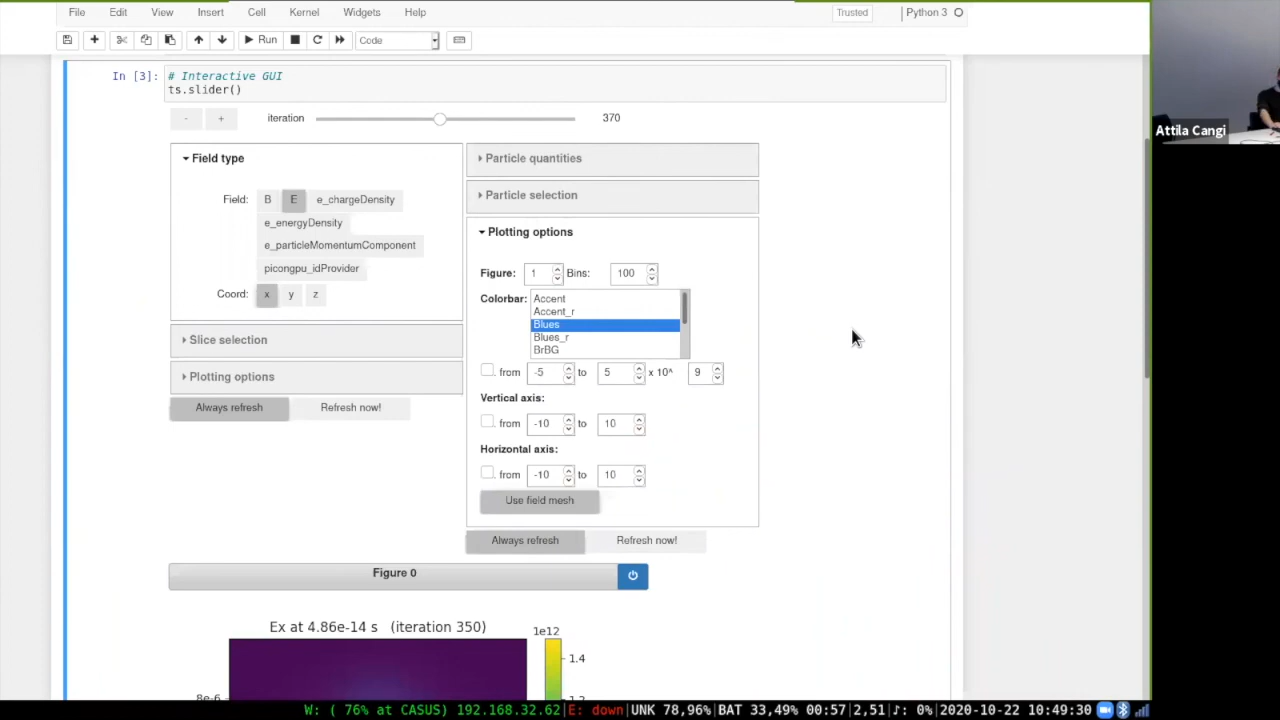 File Edit View Insert Cell Kernel Widgets Help Trusted Python 3
Run Code
In [3]: # Interactive GUI
ts.slider()
- + iteration 370
Field type
Field: B E e_chargeDensity
e_energyDensity
e_particleMomentumComponent
picongpu_idProvider
Coord: x y z
Slice selection
Plotting options
Always refresh Refresh now!
Particle quantities
Particle selection
Plotting options
Figure: 1 Bins: 100
Colorbar: Accent
Accent_r
Blues
Blues_r
BrBG
from -5 to 5 x 10^ 9
Vertical axis:
from -10 to 10
Horizontal axis:
from -10 to 10
Use field mesh
Always refresh Refresh now!
Figure 0
Ex at 4.86e-14 s (iteration 350)
1e12
1.4
8e-6
1.2
Attila Cangi
W: ( 76% at CASUS) 192.168.32.62|E: down|UNK 78,96%|BAT 33,49% 00:57|2,51|♪: 0%|2020-10-22 10:49:30